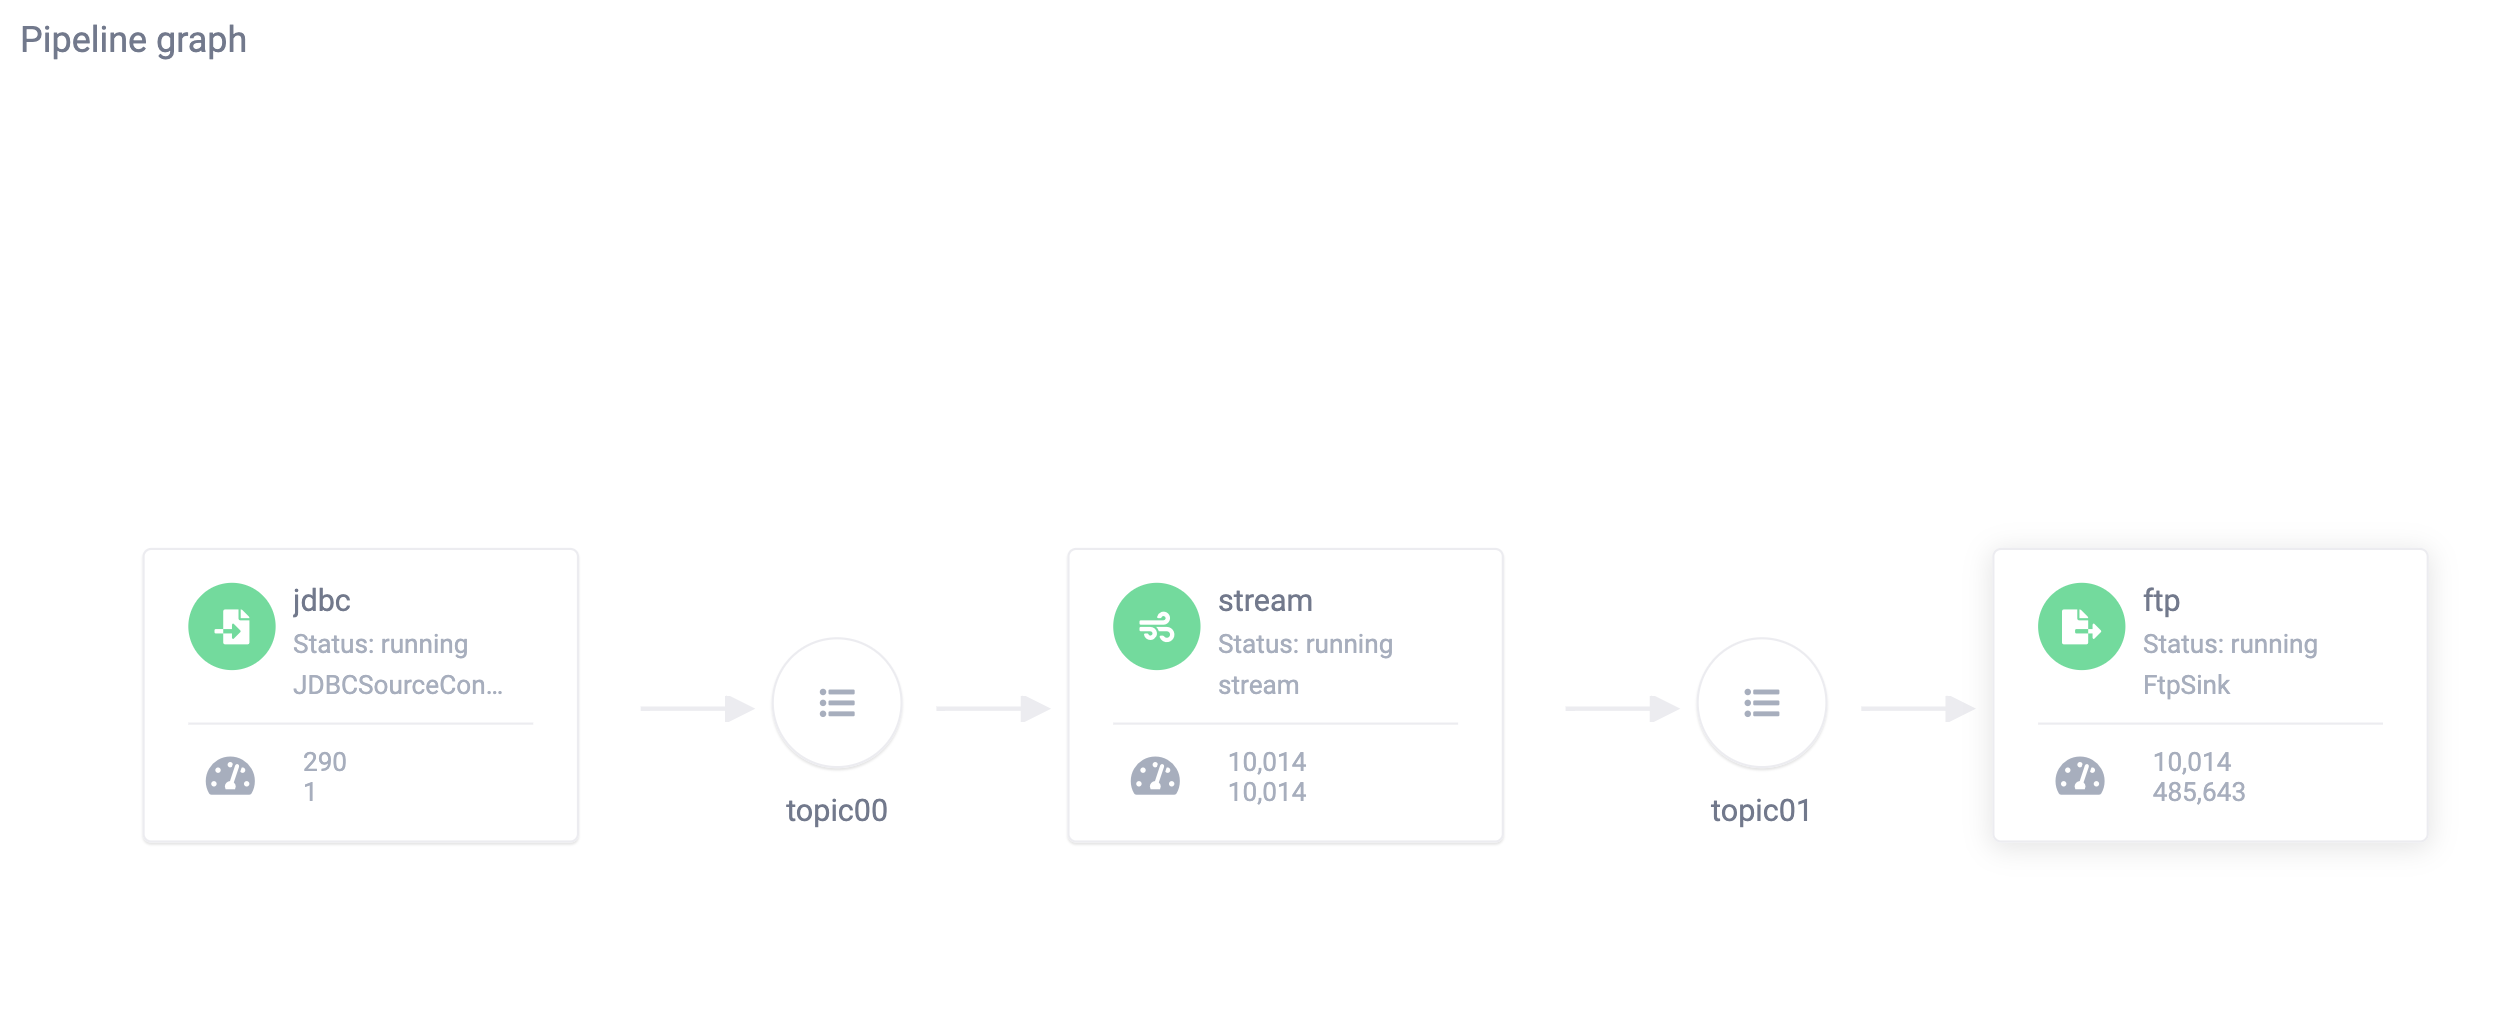 Pipeline graph
jdbc
Status: running
JDBCSourceCon...
290
1
topic00
stream
Status: running
stream
10,014
10,014
topic01
ftp
Status: running
FtpSink
10,014
485,643